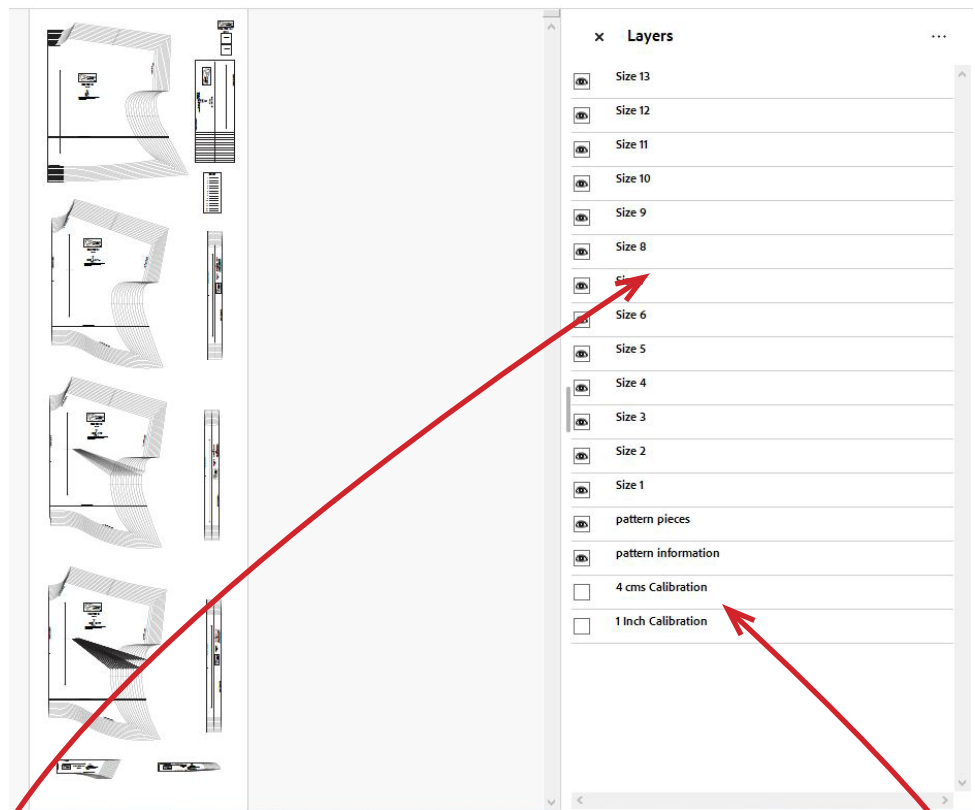 × Layers ...
Size 13
Size 12
Size 11
Size 10
Size 9
Size 8
Size 6
Size 5
Size 4
Size 3
Size 2
Size 1
pattern pieces
pattern information
4 cms Calibration
1 Inch Calibration